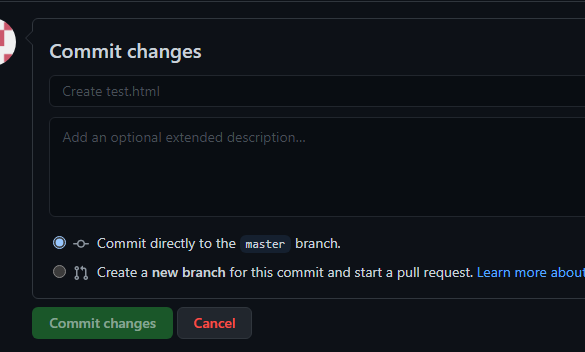 Commit changes
Create test.html
Add an optional extended description...
Commit directly to the master branch.
Create a new branch for this commit and start a pull request. Learn more about
Commit changes
Cancel